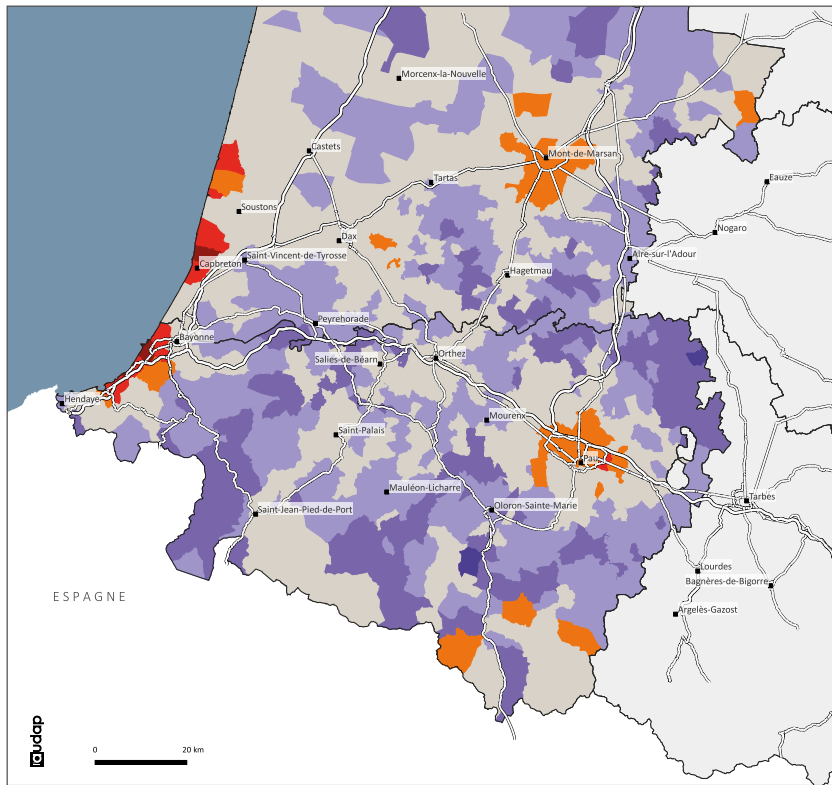 Morcenx-la-Nouvelle
Castets
Mont-de-Marsan
Tartas
Eauze
Soustons
Nogaro
Dax
Saint-Vincent-de-Tyrosse
Aire-sur-l'Adour
Capbreton
Hagetmau
Peyrehorade
Bayonne
Orthez
Salies-de-Béarn
Hendaye
Mourenx
Saint-Palais
Pau
Mauléon-Licharre
Tarbes
Oloron-Sainte-Marie
Saint-Jean-Pied-de-Port
Lourdes
Bagnères-de-Bigorre
ESPAGNE
Argelès-Gazost
audap
0 20 km